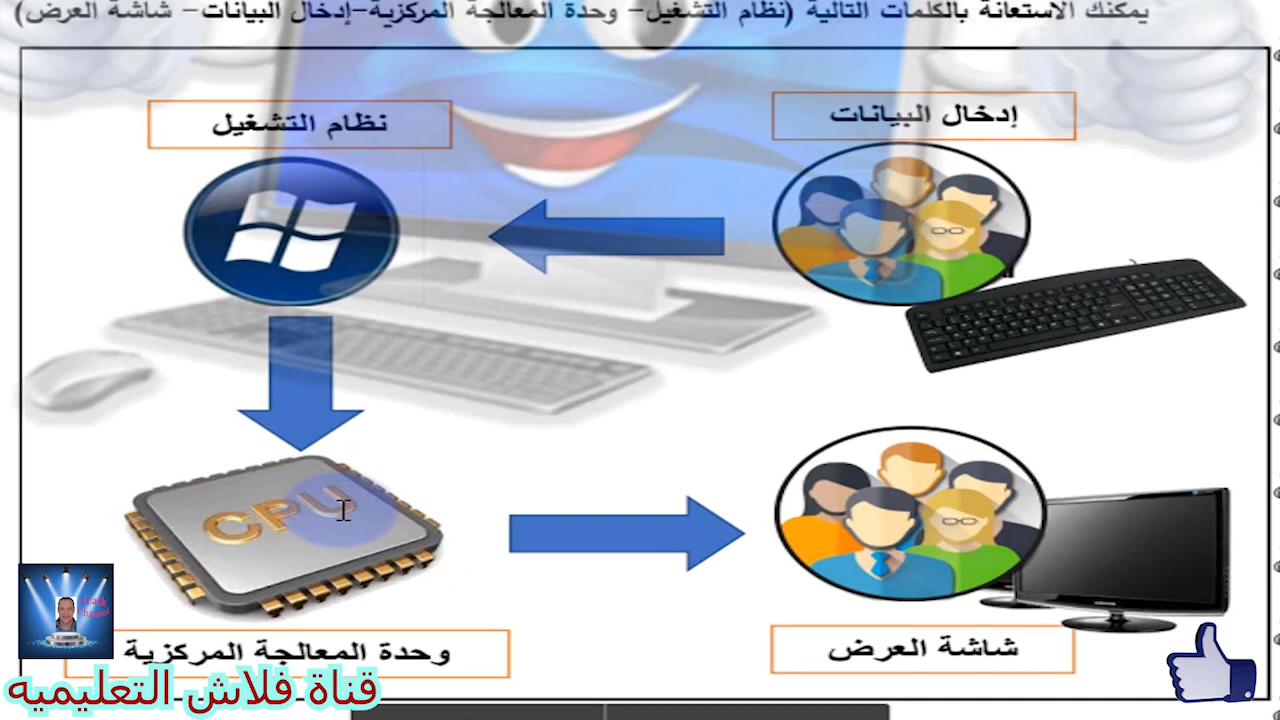 يمكنك الاستعانة بالكلمات التالية (نظام التشغيل- وحدة المعالجة المركزية-إدخال البيانات- شاشة العرض)
إدخال البيانات
نظام التشغيل
CPU
شاشة العرض
وحدة المعالجة المركزية
قناة فلاش التعليميه